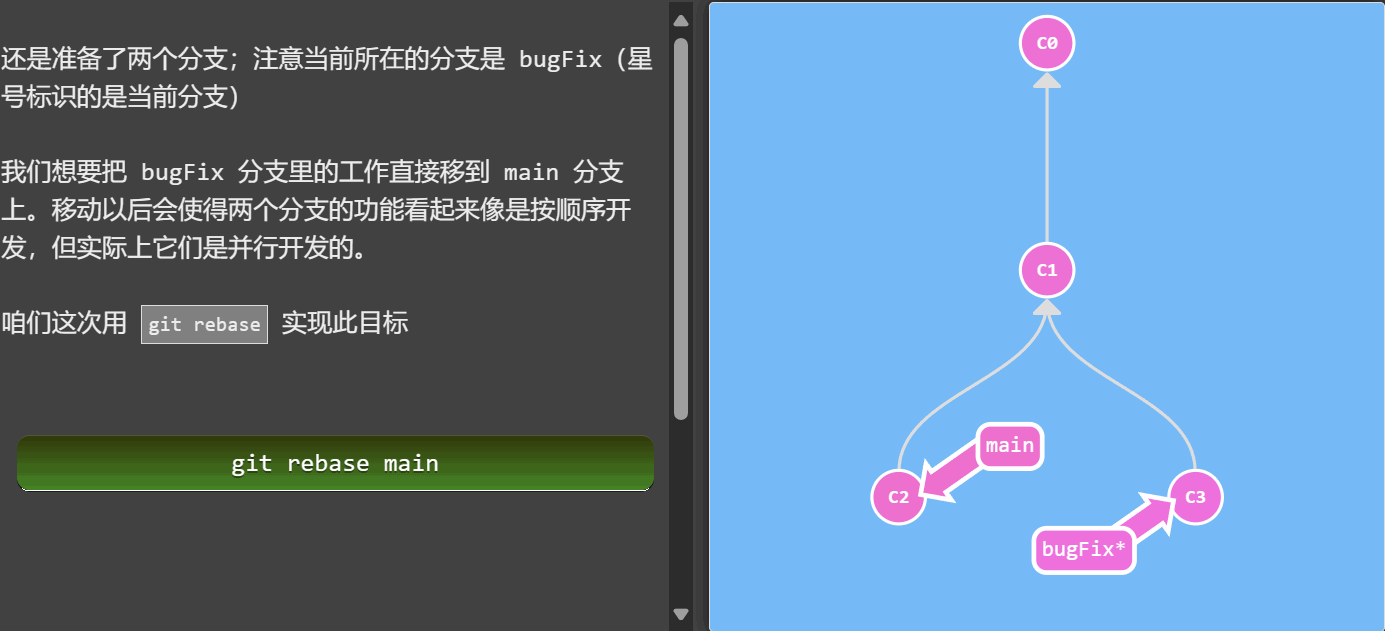 还是准备了两个分支；注意当前所在的分支是 bugFix（星
号标识的是当前分支）
我们想要把 bugFix 分支里的工作直接移到 main 分支
上。移动以后会使得两个分支的功能看起来像是按顺序开
发，但实际上它们是并行开发的。
咱们这次用 git rebase 实现此目标
git rebase main
C0
C1
main
C2
C3
bugFix*